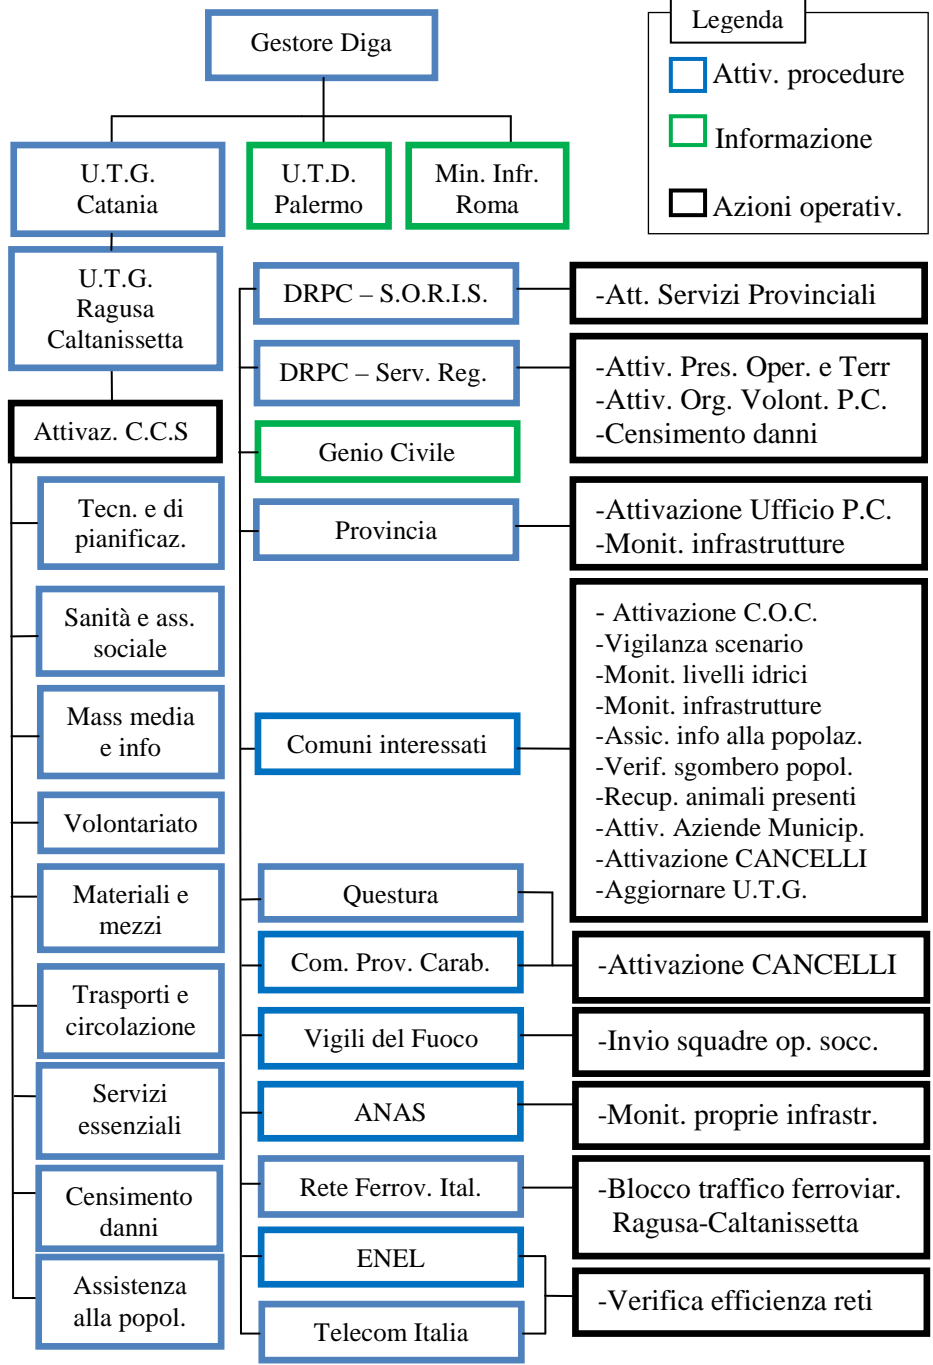 Gestore Diga
Legenda
Attiv. procedure
Informazione
Azioni operativ.
U.T.G.
Catania
U.T.D.
Palermo
Min. Infr.
Roma
U.T.G.
Ragusa
Caltanissetta
Attivaz. C.C.S
Tecn. e di
pianificaz.
Sanità e ass.
sociale
Mass media
e info
Volontariato
Materiali e
mezzi
Trasporti e
circolazione
Servizi
essenziali
Censimento
danni
Assistenza
alla popol.
DRPC – S.O.R.I.S.
-Att. Servizi Provinciali
DRPC – Serv. Reg.
-Attiv. Pres. Oper. e Terr
-Attiv. Org. Volont. P.C.
-Censimento danni
Genio Civile
Provincia
-Attivazione Ufficio P.C.
-Monit. infrastrutture
Comuni interessati
- Attivazione C.O.C.
-Vigilanza scenario
-Monit. livelli idrici
-Monit. infrastrutture
-Assic. info alla popolaz.
-Verif. sgombero popol.
-Recup. animali presenti
-Attiv. Aziende Municip.
-Attivazione CANCELLI
-Aggiornare U.T.G.
Questura
Com. Prov. Carab.
-Attivazione CANCELLI
Vigili del Fuoco
-Invio squadre op. socc.
ANAS
-Monit. proprie infrastr.
Rete Ferrov. Ital.
-Blocco traffico ferroviar.
Ragusa-Caltanissetta
ENEL
Telecom Italia
-Verifica efficienza reti